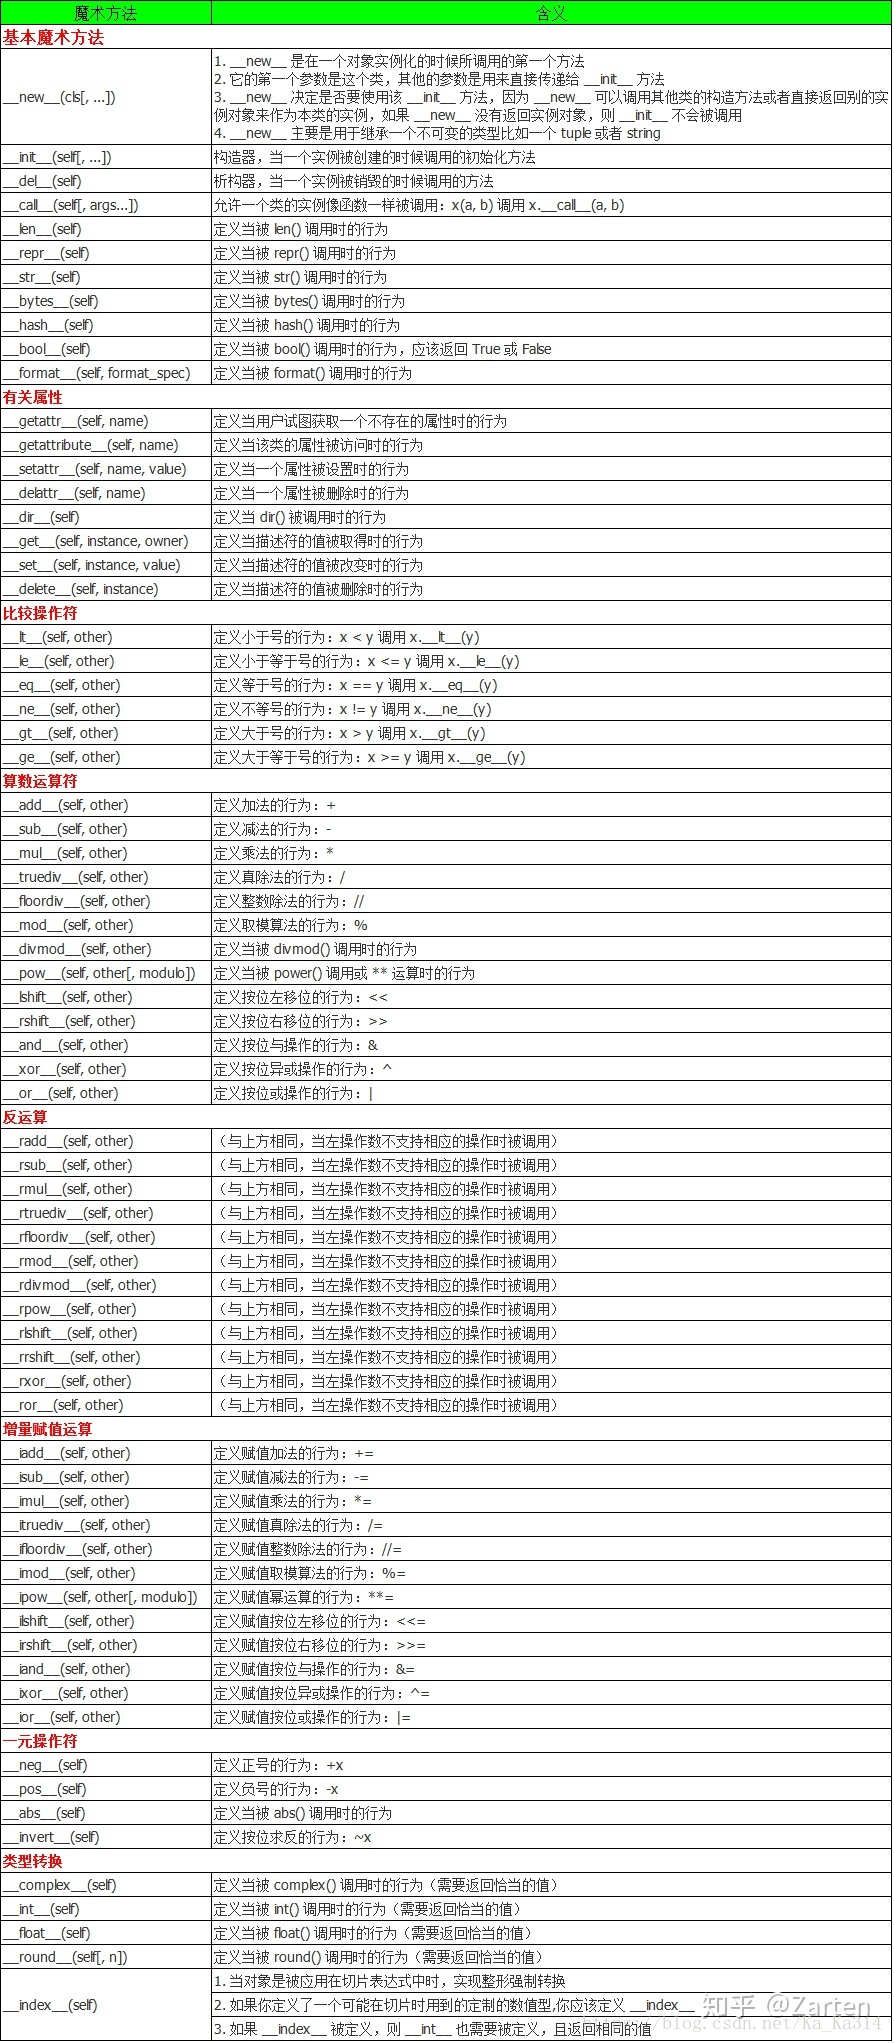 魔术方法 含义
基本魔术方法
__new__(cls[, ...]) 1. __new__ 是在一个对象实例化的时候所调用的第一个方法
2. 它的第一个参数是这个类，其他的参数是用来直接传递给 __init__ 方法
3. __new__ 决定是否要使用该 __init__ 方法，因为 __new__ 可以调用其他类的构造方法或者直接返回别的实
例对象来作为本类的实例，如果 __new__ 没有返回实例对象，则 __init__ 不会被调用
4. __new__ 主要是用于继承一个不可变的类型比如一个 tuple 或者 string
__init__(self[, ...]) 构造器，当一个实例被创建的时候调用的初始化方法
__del__(self) 析构器，当一个实例被销毁的时候调用的方法
__call__(self[, args...]) 允许一个类的实例像函数一样被调用：x(a, b) 调用 x.__call__(a, b)
__len__(self) 定义当被 len() 调用时的行为
__repr__(self) 定义当被 repr() 调用时的行为
__str__(self) 定义当被 str() 调用时的行为
__bytes__(self) 定义当被 bytes() 调用时的行为
__hash__(self) 定义当被 hash() 调用时的行为
__bool__(self) 定义当被 bool() 调用时的行为，应该返回 True 或 False
__format__(self, format_spec) 定义当被 format() 调用时的行为
有关属性
__getattr__(self, name) 定义当用户试图获取一个不存在的属性时的行为
__getattribute__(self, name) 定义当该类的属性被访问时的行为
__setattr__(self, name, value) 定义当一个属性被设置时的行为
__delattr__(self, name) 定义当一个属性被删除时的行为
__dir__(self) 定义当 dir() 被调用时的行为
__get__(self, instance, owner) 定义当描述符的值被取得时的行为
__set__(self, instance, value) 定义当描述符的值被改变时的行为
__delete__(self, instance) 定义当描述符的值被删除时的行为
比较操作符
__lt__(self, other) 定义小于号的行为：x < y 调用 x.__lt__(y)
__le__(self, other) 定义小于等于号的行为：x <= y 调用 x.__le__(y)
__eq__(self, other) 定义等于号的行为：x == y 调用 x.__eq__(y)
__ne__(self, other) 定义不等号的行为：x != y 调用 x.__ne__(y)
__gt__(self, other) 定义大于号的行为：x > y 调用 x.__gt__(y)
__ge__(self, other) 定义大于等于号的行为：x >= y 调用 x.__ge__(y)
算数运算符
__add__(self, other) 定义加法的行为：+
__sub__(self, other) 定义减法的行为：-
__mul__(self, other) 定义乘法的行为：*
__truediv__(self, other) 定义真除法的行为：/
__floordiv__(self, other) 定义整数除法的行为：//
__mod__(self, other) 定义取模算法的行为：%
__divmod__(self, other) 定义当被 divmod() 调用时的行为
__pow__(self, other[, modulo]) 定义当被 power() 调用或 ** 运算时的行为
__lshift__(self, other) 定义按位左移位的行为：<<
__rshift__(self, other) 定义按位右移位的行为：>>
__and__(self, other) 定义按位与操作的行为：&
__xor__(self, other) 定义按位异或操作的行为：^
__or__(self, other) 定义按位或操作的行为：|
反运算
__radd__(self, other) （与上方相同，当左操作数不支持相应的操作时被调用）
__rsub__(self, other) （与上方相同，当左操作数不支持相应的操作时被调用）
__rmul__(self, other) （与上方相同，当左操作数不支持相应的操作时被调用）
__rtruediv__(self, other) （与上方相同，当左操作数不支持相应的操作时被调用）
__rfloordiv__(self, other) （与上方相同，当左操作数不支持相应的操作时被调用）
__rmod__(self, other) （与上方相同，当左操作数不支持相应的操作时被调用）
__rdivmod__(self, other) （与上方相同，当左操作数不支持相应的操作时被调用）
__rpow__(self, other) （与上方相同，当左操作数不支持相应的操作时被调用）
__rlshift__(self, other) （与上方相同，当左操作数不支持相应的操作时被调用）
__rrshift__(self, other) （与上方相同，当左操作数不支持相应的操作时被调用）
__rxor__(self, other) （与上方相同，当左操作数不支持相应的操作时被调用）
__ror__(self, other) （与上方相同，当左操作数不支持相应的操作时被调用）
增量赋值运算
__iadd__(self, other) 定义赋值加法的行为：+=
__isub__(self, other) 定义赋值减法的行为：-=
__imul__(self, other) 定义赋值乘法的行为：*=
__itruediv__(self, other) 定义赋值真除法的行为：/=
__ifloordiv__(self, other) 定义赋值整数除法的行为：//=
__imod__(self, other) 定义赋值取模算法的行为：%=
__ipow__(self, other[, modulo]) 定义赋值幂运算的行为：**=
__ilshift__(self, other) 定义赋值按位左移位的行为：<<=
__irshift__(self, other) 定义赋值按位右移位的行为：>>=
__iand__(self, other) 定义赋值按位与操作的行为：&=
__ixor__(self, other) 定义赋值按位异或操作的行为：^=
__ior__(self, other) 定义赋值按位或操作的行为：|=
一元操作符
__neg__(self) 定义正号的行为：+x
__pos__(self) 定义负号的行为：-x
__abs__(self) 定义当被 abs() 调用时的行为
__invert__(self) 定义按位求反的行为：~x
类型转换
__complex__(self) 定义当被 complex() 调用时的行为（需要返回恰当的值）
__int__(self) 定义当被 int() 调用时的行为（需要返回恰当的值）
__float__(self) 定义当被 float() 调用时的行为（需要返回恰当的值）
__round__(self[, n]) 定义当被 round() 调用时的行为（需要返回恰当的值）
__index__(self) 1. 当对象是被应用在切片表达式中时，实现整形强制转换
2. 如果你定义了一个可能在切片时用到的定制的数值型,你应该定义 __index__
3. 如果 __index__ 被定义，则 __int__ 也需要被定义，且返回相同的值
知乎 @Zarten
blog.csdn.net/Ka_Ka314